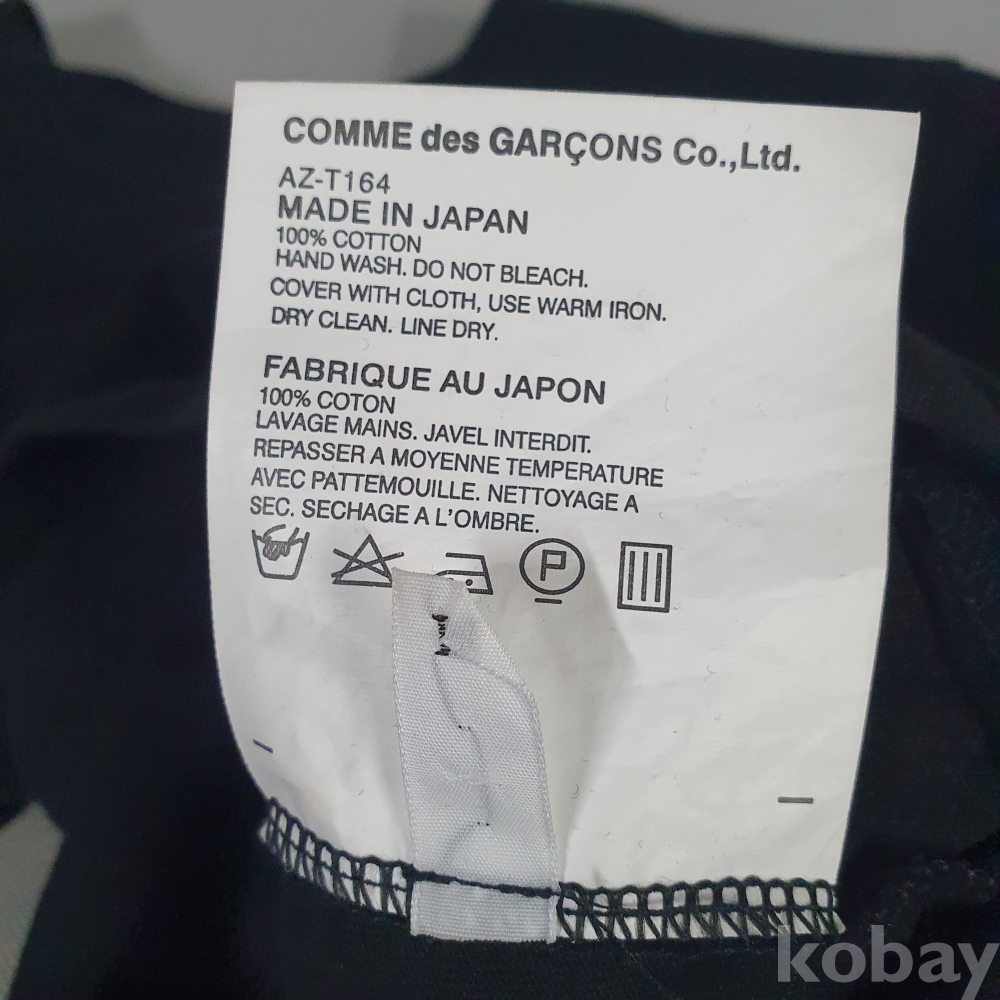 COMME des GARÇONS Co.,Ltd.
AZ-T164
MADE IN JAPAN
100% COTTON
HAND WASH. DO NOT BLEACH.
COVER WITH CLOTH, USE WARM IRON.
DRY CLEAN. LINE DRY.
FABRIQUE AU JAPON
100% COTON
LAVAGE MAINS. JAVEL INTERDIT.
REPASSER A MOYENNE TEMPERATURE
AVEC PATTEMOUILLE. NETTOYAGE A
SEC. SECHAGE A L'OMBRE.
P
kobay